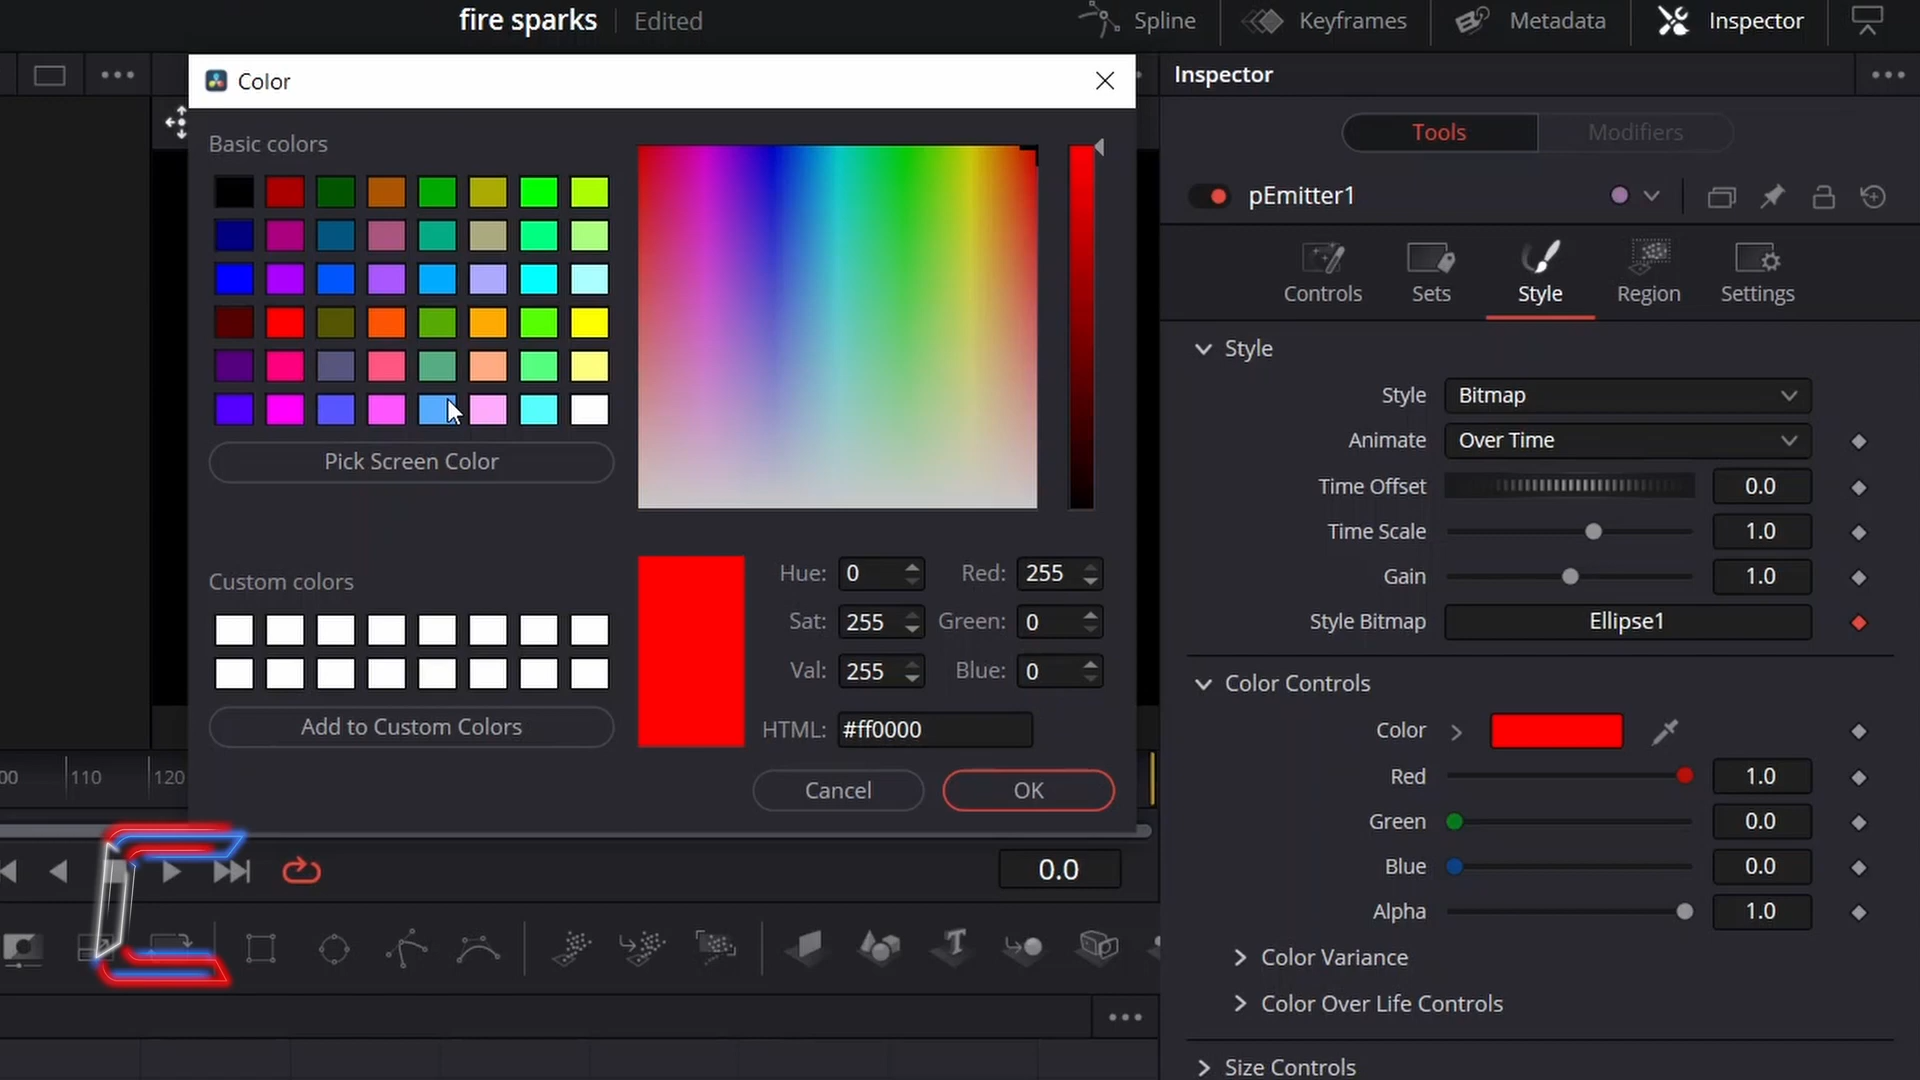 fire sparks
Edited
Spline
Keyframes
Metadata
Inspector
Color
Basic colors
Pick Screen Color
Custom colors
Add to Custom Colors
Hue: 0
Red: 255
Sat: 255
Green: 0
Val: 255
Blue: 0
HTML: #ff0000
Cancel
OK
110
120
0.0
Inspector
Tools
Modifiers
pEmitter1
Controls
Sets
Style
Region
Settings
Style
Style Bitmap
Animate Over Time
Time Offset 0.0
Time Scale 1.0
Gain 1.0
Style Bitmap Ellipse1
Color Controls
Color
Red 1.0
Green 0.0
Blue 0.0
Alpha 1.0
Color Variance
Color Over Life Controls
Size Controls